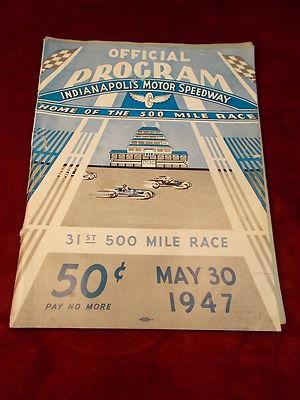 OFFICIAL
PROGRAM
INDIANAPOLIS MOTOR SPEEDWAY
HOME OF THE 500 MILE RACE
31ST 500 MILE RACE
50¢
PAY NO MORE
MAY 30
1947